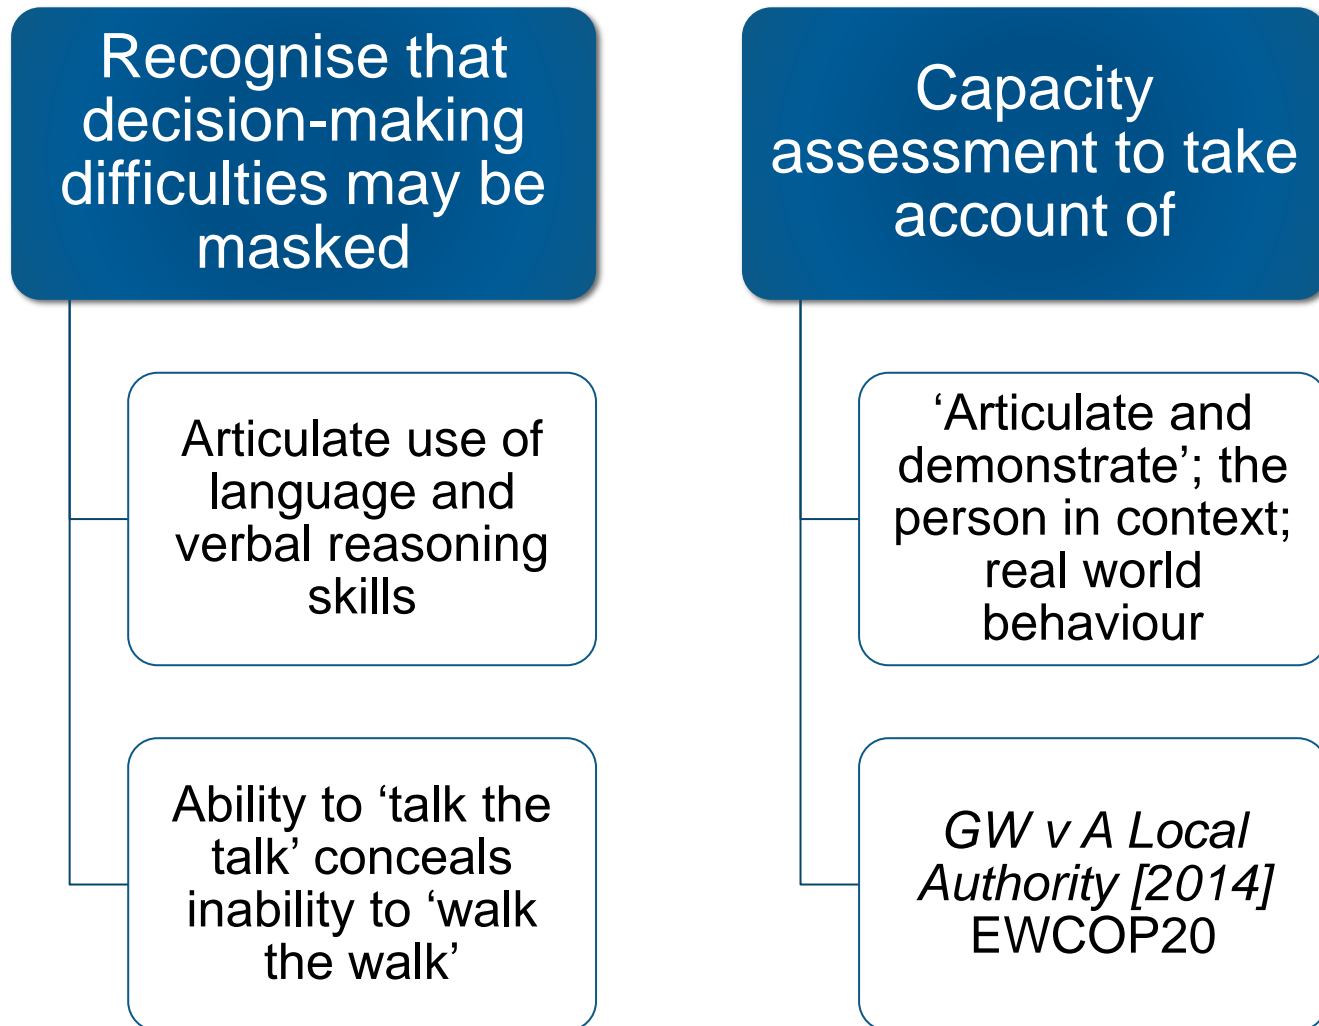 Recognise that
decision-making
difficulties may be
masked
Articulate use of
language and
verbal reasoning
skills
Ability to ‘talk the
talk’ conceals
inability to ‘walk
the walk’
Capacity
assessment to take
account of
‘Articulate and
demonstrate’; the
person in context;
real world
behaviour
GW v A Local
Authority [2014]
EWCOP20